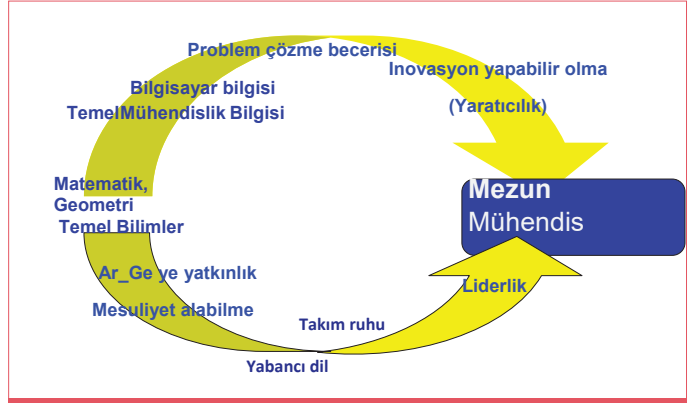 Problem çözme becerisi
Inovasyon yapabilir olma
(Yaratıcılık)
Bilgisayar bilgisi
TemelMühendislik Bilgisi
Matematik,
Geometri
Temel Bilimler
Mezun
Mühendis
Ar_Ge ye yatkınlık
Mesuliyet alabilme
Liderlik
Takım ruhu
Yabancı dil